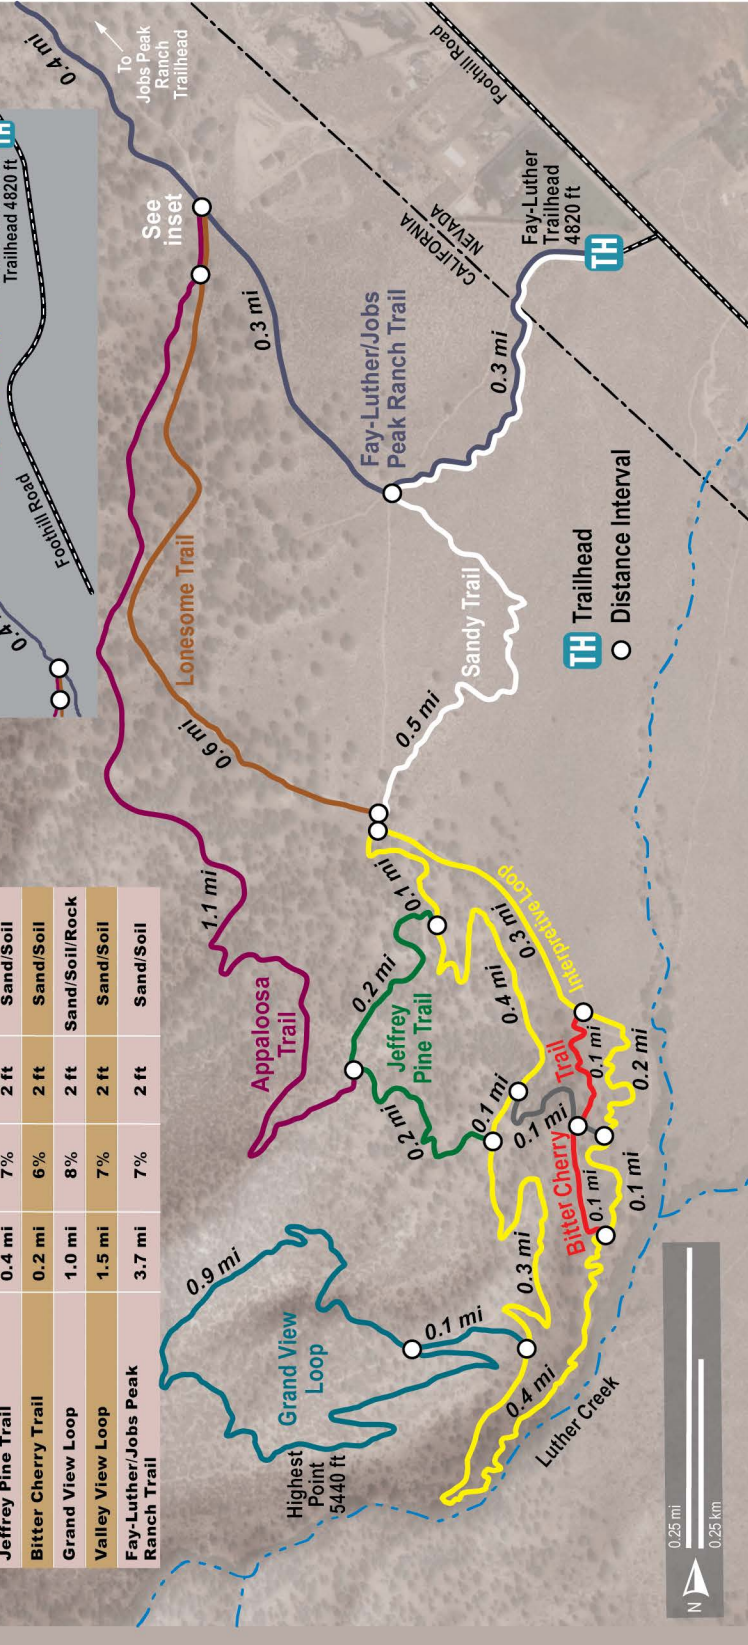 0.4 mi
To
Jobs Peak
Ranch
Trailhead
Foothill Road
TH
Trailhead 4820 ft
Foothill Road
0.4
See
inset
CALIFORNIA
NEVADA
Fay-Luther
Trailhead
4820 ft
TH
0.3 mi
Fay-Luther/Jobs
Peak Ranch Trail
0.3 mi
Lonesome Trail
0.6 mi
Sandy Trail
0.5 mi
TH Trailhead
Distance Interval
1.1 mi
Appaloosa
Trail
0.1 mi
Interpretive Loop
0.3 mi
0.4 mi
0.2 mi
Jeffrey
Pine Trail
0.2 mi
0.1 mi
0.1 mi
Bitter Cherry Trail
0.1 mi
0.1 mi
0.2 mi
0.1 mi
0.3 mi
0.9 mi
Grand View
Loop
0.1 mi
0.4 mi
Highest
Point
5440 ft
Luther Creek
Jeffrey Pine Trail 0.4 mi 7% 2 ft Sand/Soil
Bitter Cherry Trail 0.2 mi 6% 2 ft Sand/Soil
Grand View Loop 1.0 mi 8% 2 ft Sand/Soil/Rock
Valley View Loop 1.5 mi 7% 2 ft Sand/Soil
Fay-Luther/Jobs Peak
Ranch Trail 3.7 mi 7% 2 ft Sand/Soil
N
0.25 mi
0.25 km